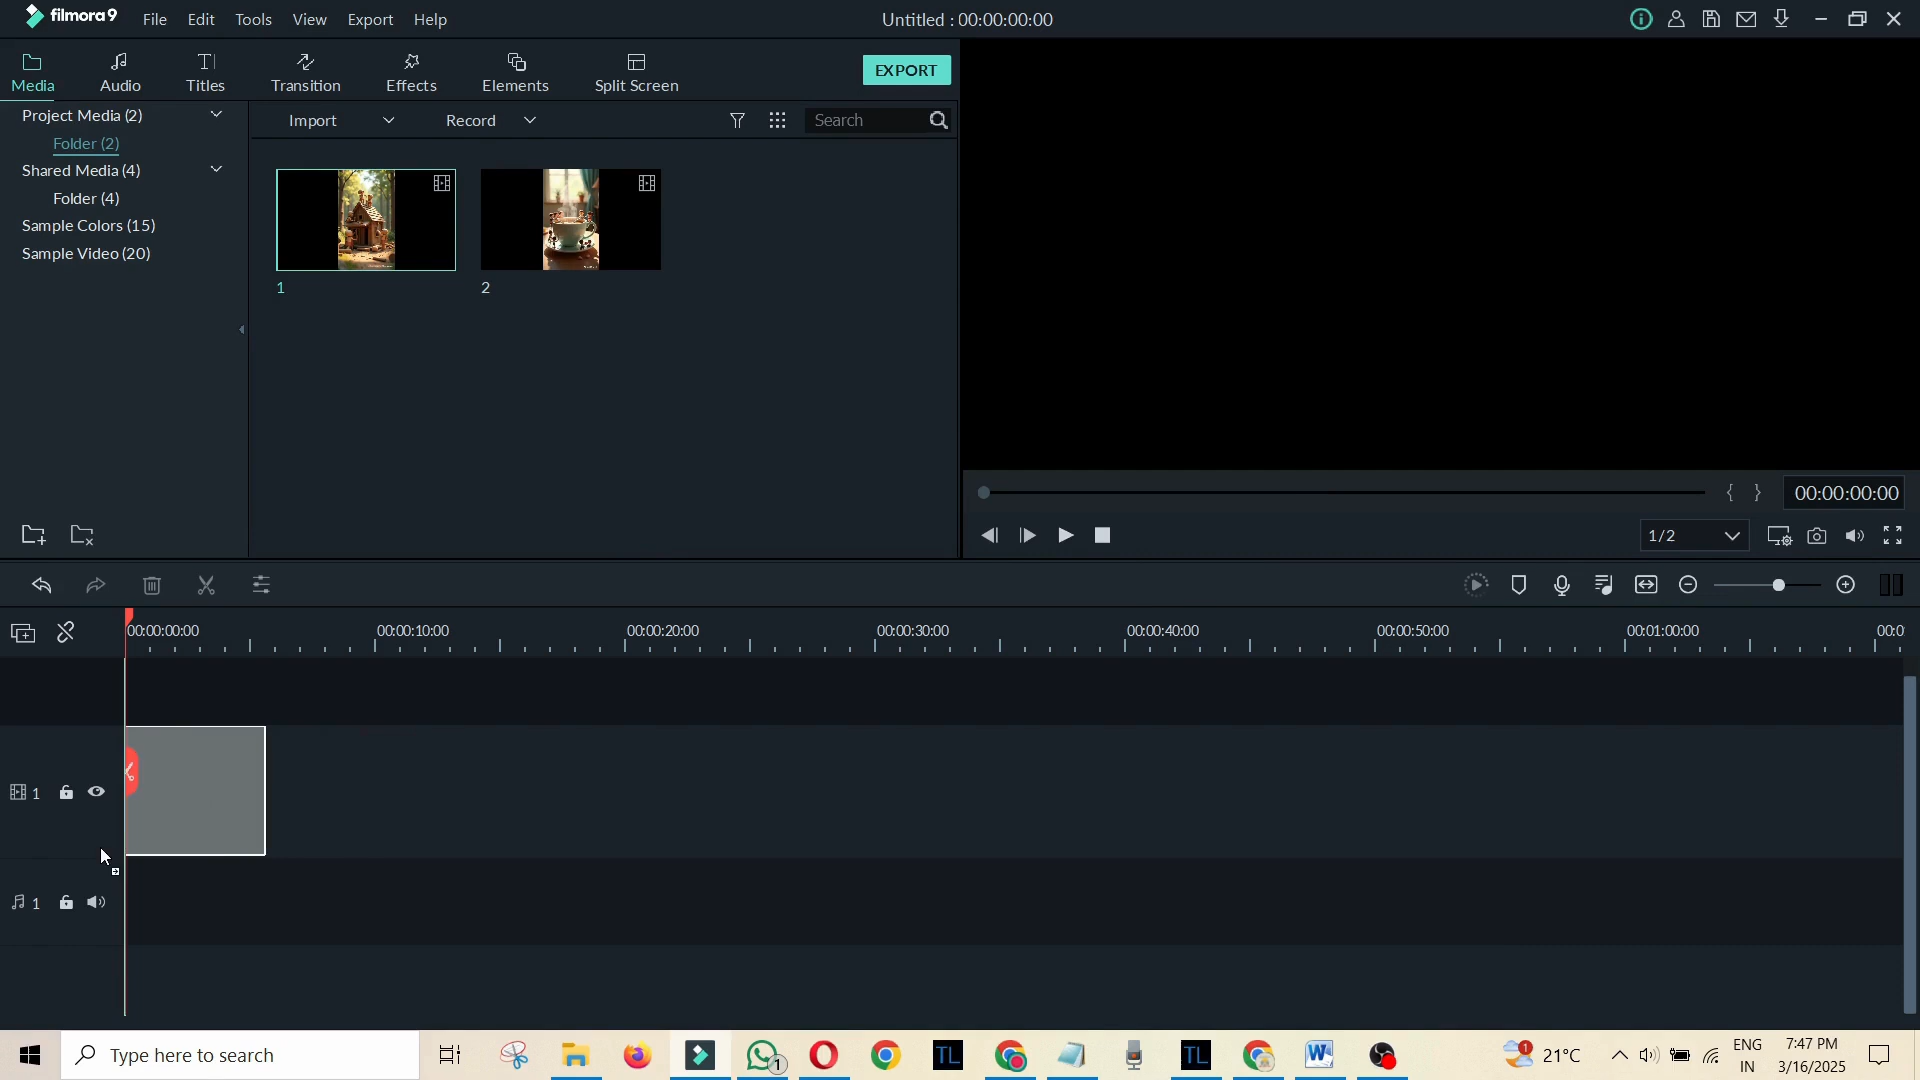 filmora9 File Edit Tools View Export Help Untitled : 00:00:00:00
Media Audio Titles Transition Effects Elements Split Screen EXPORT
Project Media (2) Import Record Search
Folder (2)
Shared Media (4)
Folder (4)
Sample Colors (15)
Sample Video (20)
1 2
00:00:00:00
1/2
00:00:00:00 00:00:10:00 00:00:20:00 00:00:30:00 00:00:40:00 00:00:50:00 00:01:00:00 00:0
1
1
Type here to search TL TL 1 21°C ENG 7:47 PM
1 IN 3/16/2025